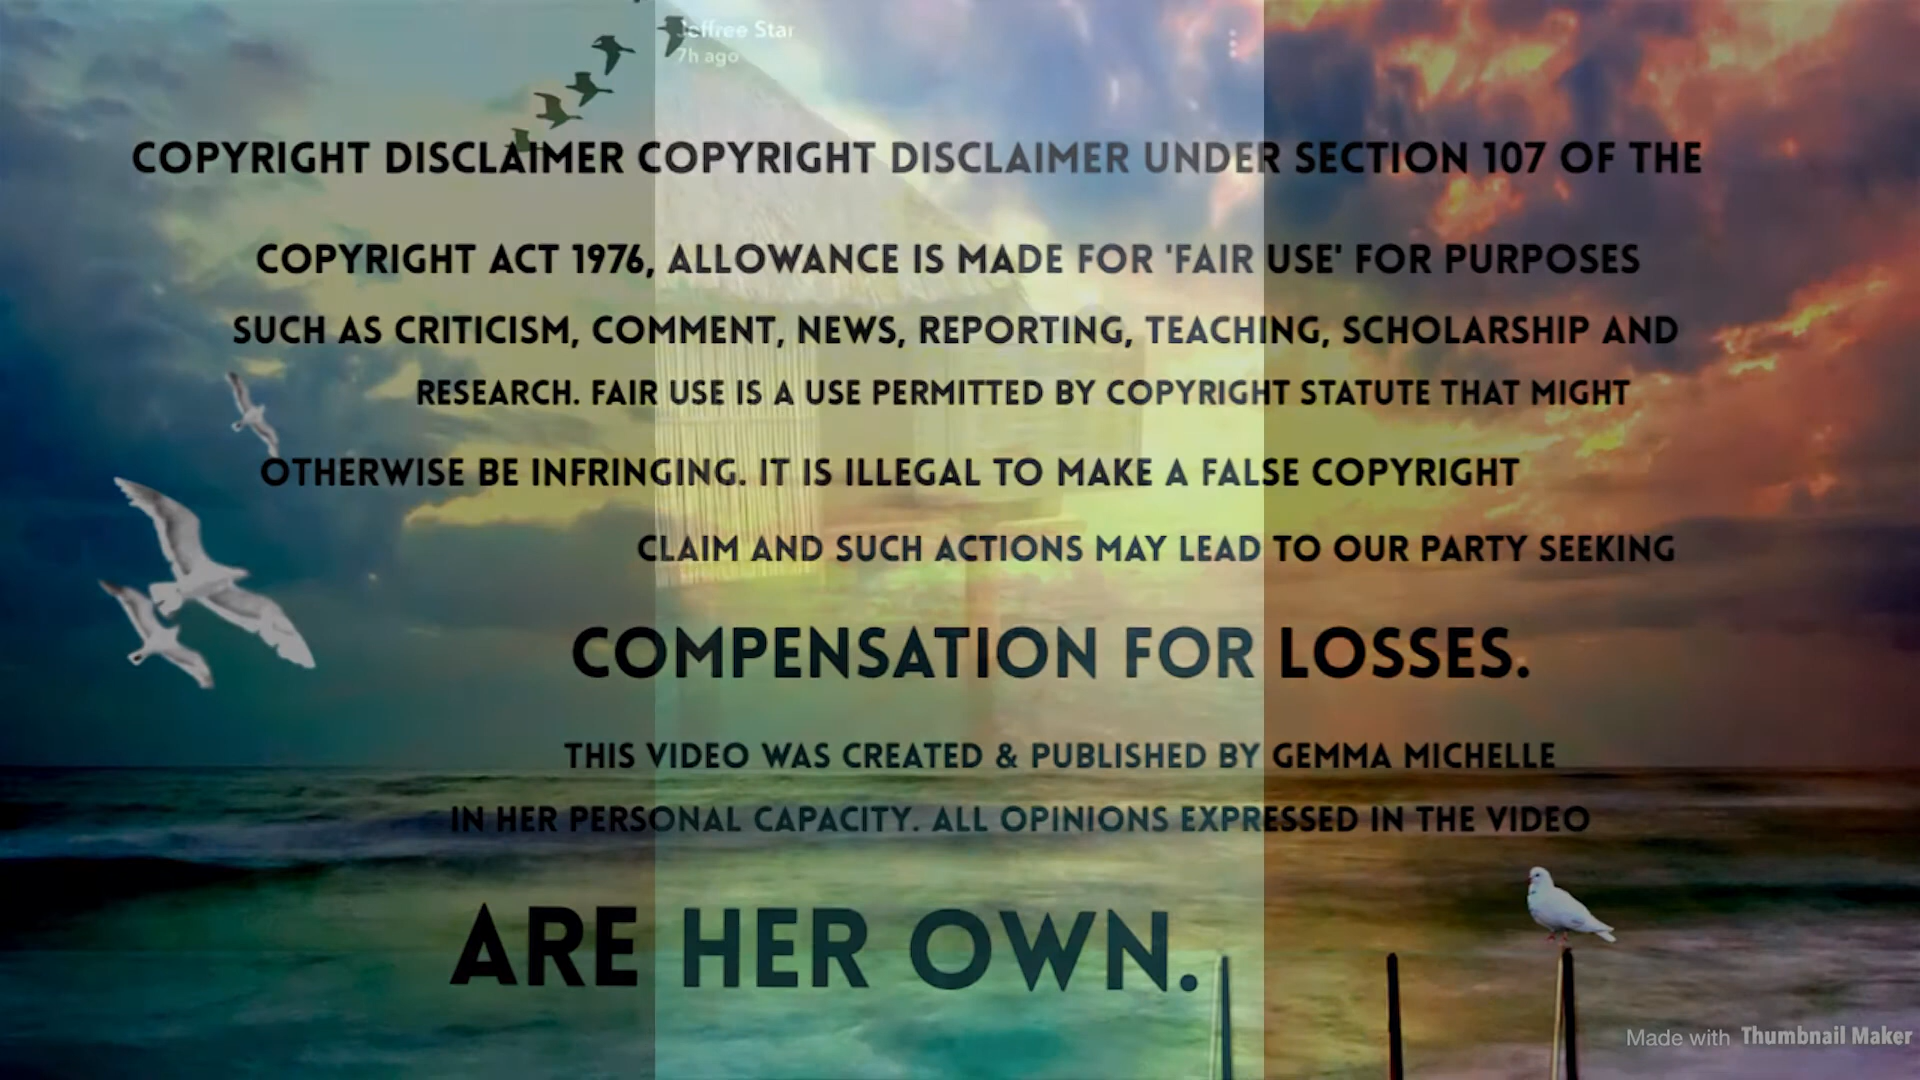 Jeffree Star
7h ago
COPYRIGHT DISCLAIMER COPYRIGHT DISCLAIMER UNDER SECTION 107 OF THE
COPYRIGHT ACT 1976, ALLOWANCE IS MADE FOR 'FAIR USE' FOR PURPOSES
SUCH AS CRITICISM, COMMENT, NEWS, REPORTING, TEACHING, SCHOLARSHIP AND
RESEARCH. FAIR USE IS A USE PERMITTED BY COPYRIGHT STATUTE THAT MIGHT
OTHERWISE BE INFRINGING. IT IS ILLEGAL TO MAKE A FALSE COPYRIGHT
CLAIM AND SUCH ACTIONS MAY LEAD TO OUR PARTY SEEKING
COMPENSATION FOR LOSSES.
THIS VIDEO WAS CREATED & PUBLISHED BY GEMMA MICHELLE
IN HER PERSONAL CAPACITY. ALL OPINIONS EXPRESSED IN THE VIDEO
ARE HER OWN.
Made with Thumbnail Maker